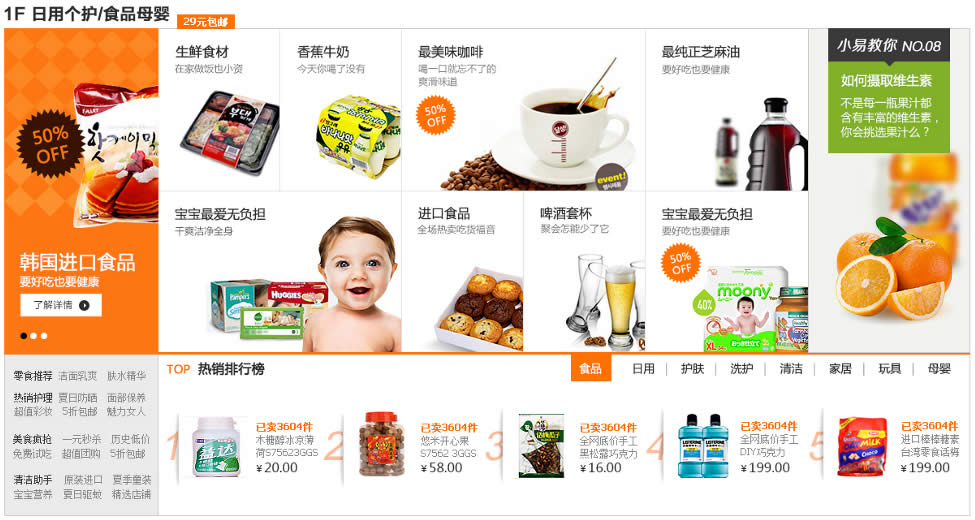 1F 日用个护/食品母婴
29元包邮
50%
OFF
韩国进口食品
要好吃也要健康
了解详情
生鲜食材
在家做饭也小资
香蕉牛奶
今天你喝了没有
最美味咖啡
喝一口就忘不了的
爽滑味道
50%
OFF
event!
最纯正芝麻油
要好吃也要健康
小易教你 NO.08
如何摄取维生素
不是每一瓶果汁都
含有丰富的维生素，
你会挑选果汁么？
宝宝最爱无负担
干爽洁净全身
Pampers
HUGGIES
进口食品
全场热卖吃货福音
啤酒套杯
聚会怎能少了它
宝宝最爱无负担
要好吃也要健康
50%
OFF
40%
moony
XL
零食推荐 洁面乳爽 肤水精华
热销护理 夏日防晒 面部保养
超值彩妆 5折包邮 魅力女人
美食疯抢 一元秒杀 历史低价
免费试吃 超值团购 5折包邮
清洁助手 原装进口 夏季童装
宝宝营养 夏日驱蚊 精选店铺
TOP 热销排行榜
食品 日用 | 护肤 | 洗护 | 清洁 | 家居 | 玩具 | 母婴
1
益达
已卖3604件
木糖醇冰凉薄
荷S75623GGS
¥20.00
2
已卖3604件
悠米开心果
S7562 3GGS
¥58.00
3
已卖3604件
全网底价手工
黑松露巧克力
¥16.00
4
LISTERINE
LISTERINE
已卖3604件
全网底价手工
DIY巧克力
¥199.00
5
MILK
Choco
已卖3604件
进口棒棒糖素
台湾零食话梅
¥199.00